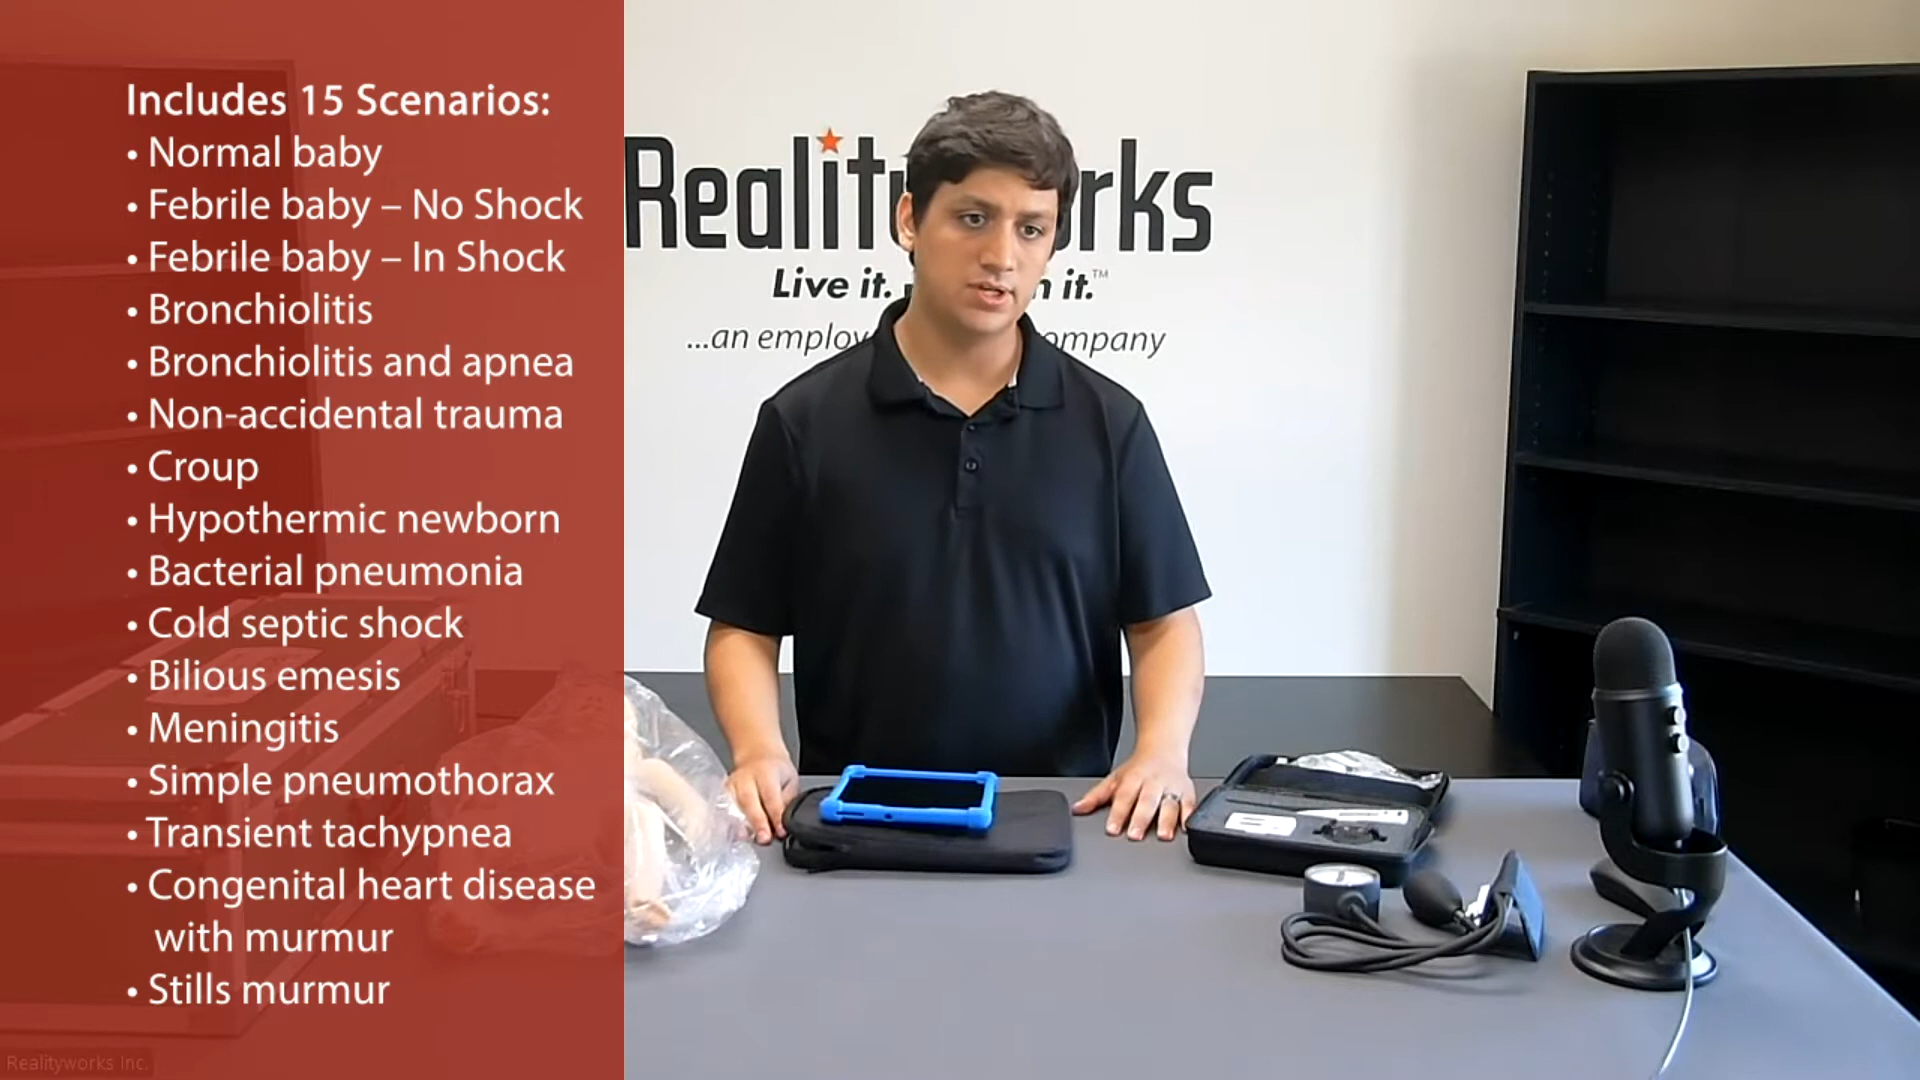 Includes 15 Scenarios:
• Normal baby
• Febrile baby – No Shock
• Febrile baby – In Shock
• Bronchiolitis
• Bronchiolitis and apnea
• Non-accidental trauma
• Croup
• Hypothermic newborn
• Bacterial pneumonia
• Cold septic shock
• Bilious emesis
• Meningitis
• Simple pneumothorax
• Transient tachypnea
• Congenital heart disease
with murmur
• Stills murmur
Realit rks
Live it. n it.™
...an employ ompany
Realityworks Inc.